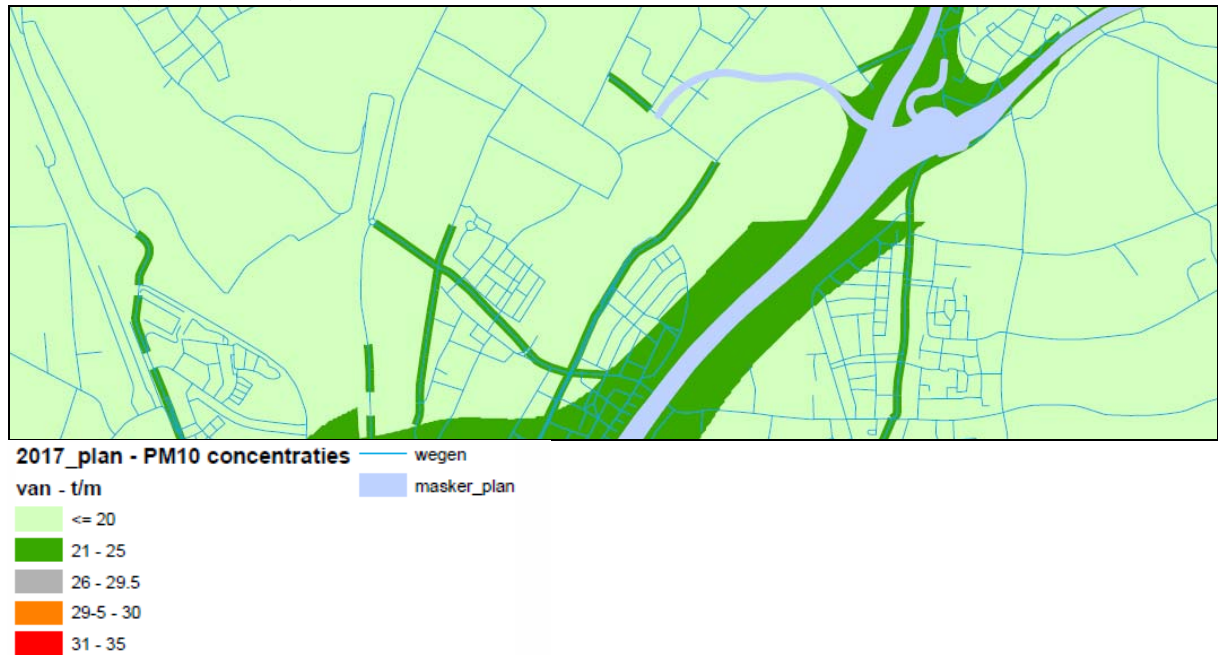 2017_plan - PM10 concentraties
van - t/m
<= 20
21 - 25
26 - 29.5
29-5 - 30
31 - 35
wegen
masker_plan